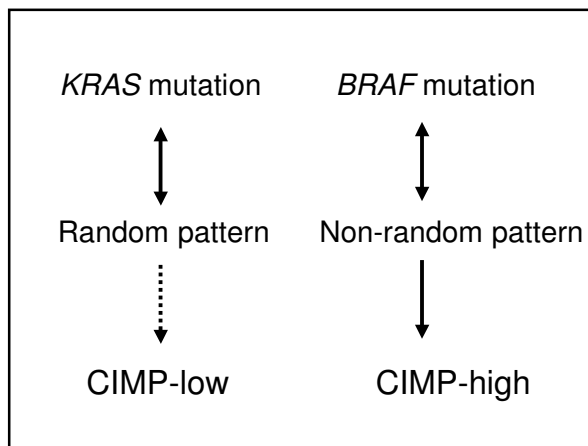 KRAS mutation
BRAF mutation
Random pattern
Non-random pattern
CIMP-low
CIMP-high